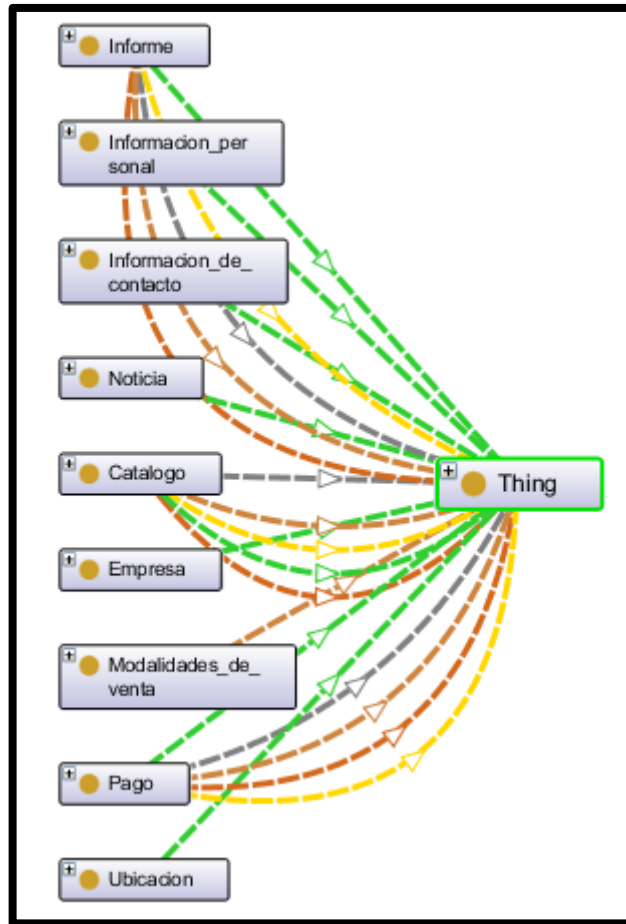 Informe
Informacion_per
sonal
Informacion_de_
contacto
Noticia
Catalogo
Thing
Empresa
Modalidades_de_
venta
Pago
Ubicacion